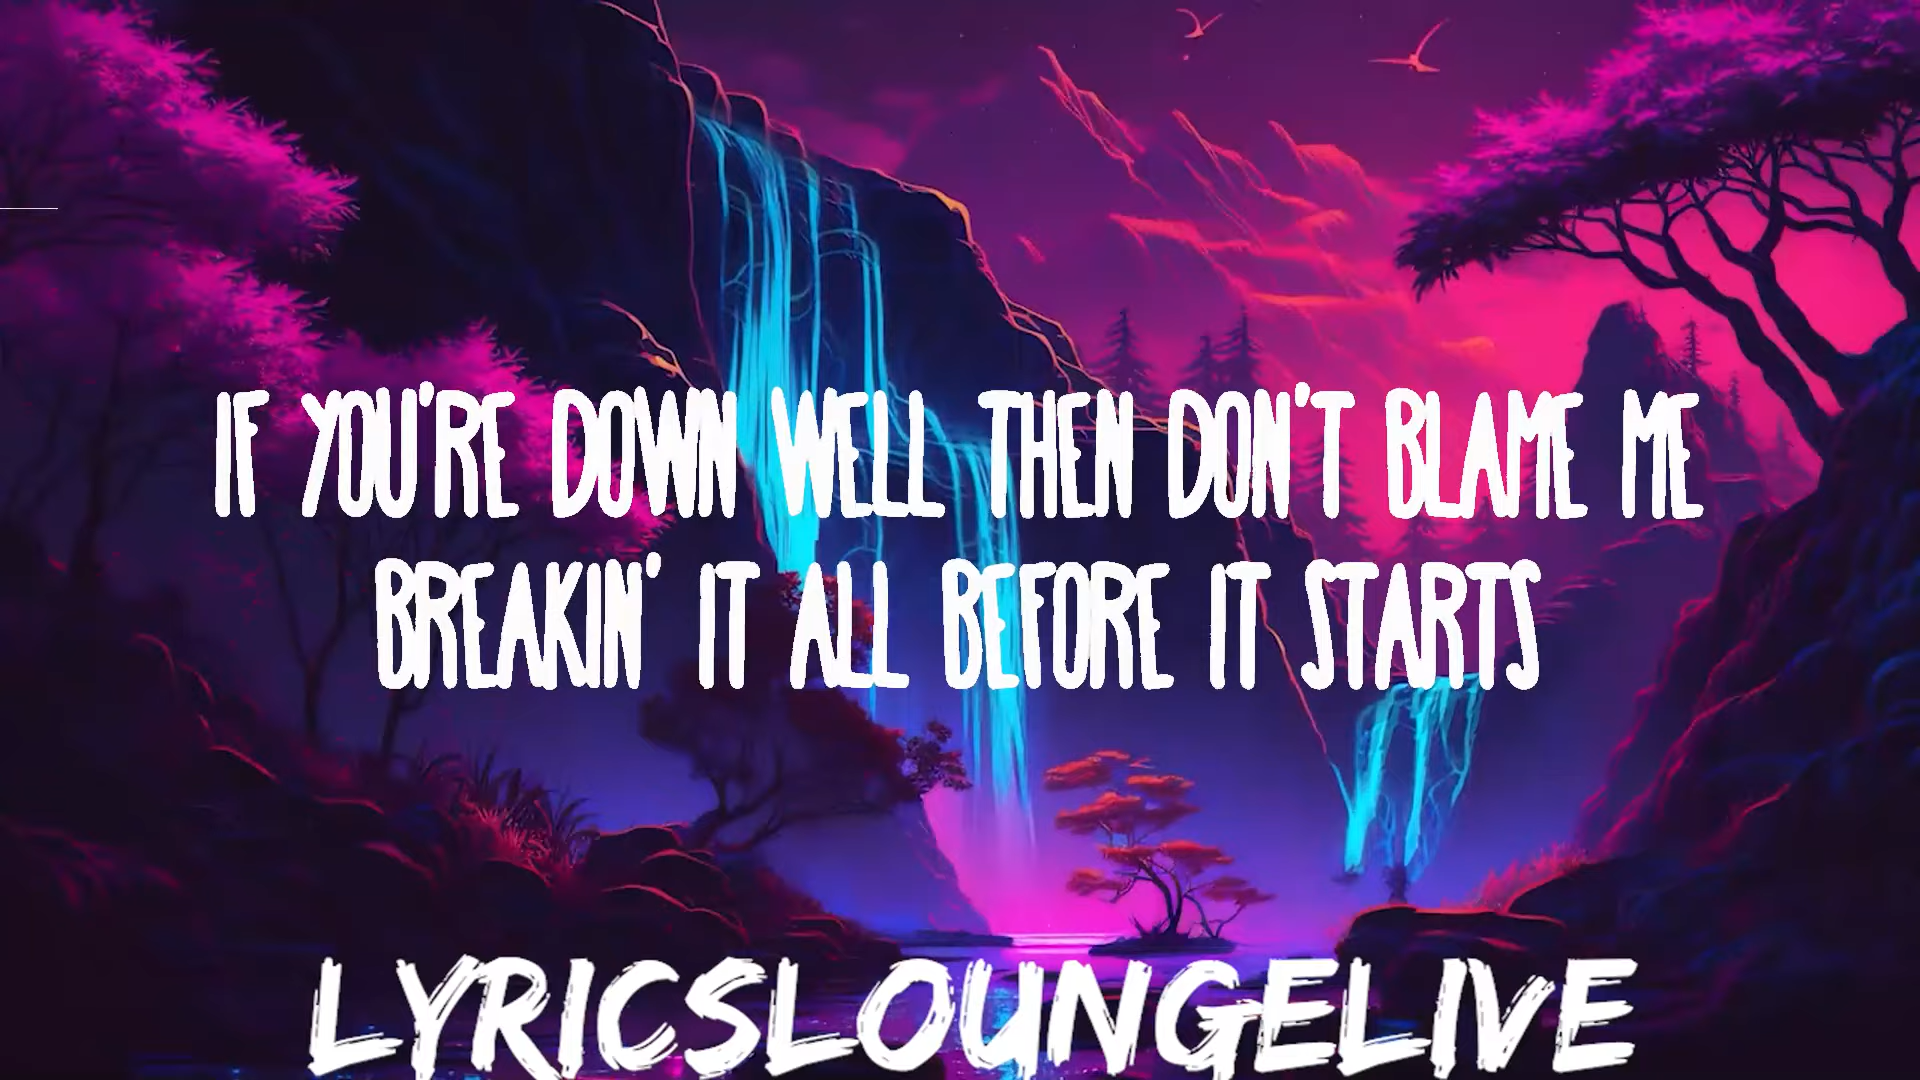 IF YOU'RE DOWN WELL THEN DON'T BLAME ME
BREAKIN' IT ALL BEFORE IT STARTS
LYRICSLOUNGELIVE